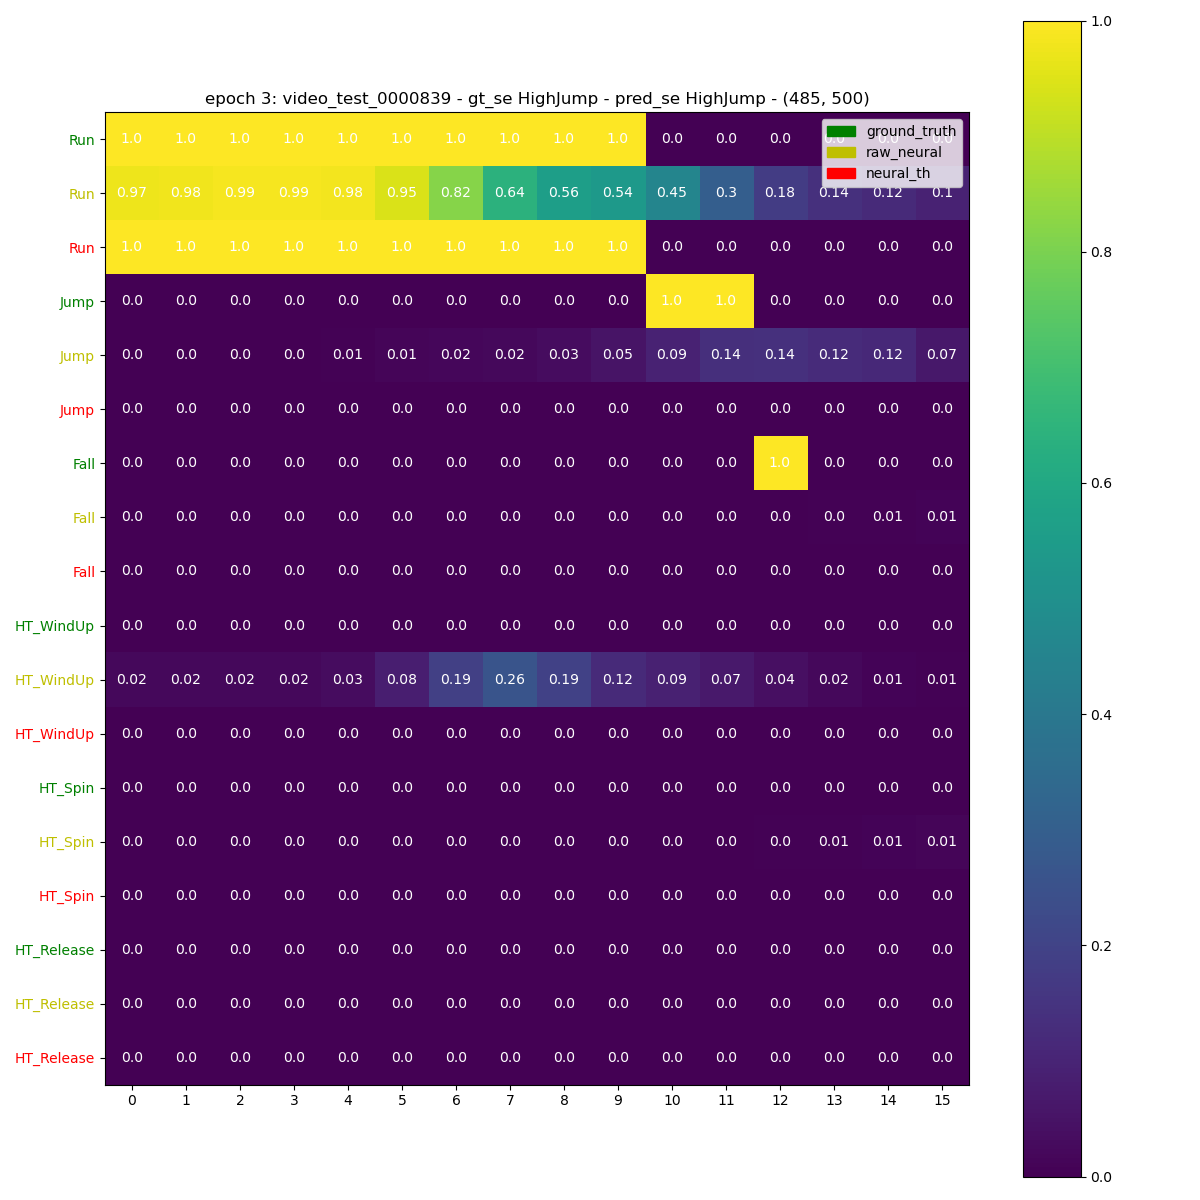 epoch 3: video_test_0000839 - gt_se HighJump - pred_se HighJump - (485, 500)
Run 1.0 1.0 1.0 1.0 1.0 1.0 1.0 1.0 1.0 1.0 0.0 0.0 0.0 0.0 0.0 0.0
Run 0.97 0.98 0.99 0.99 0.98 0.95 0.82 0.64 0.56 0.54 0.45 0.3 0.18 0.14 0.12 0.1
Run 1.0 1.0 1.0 1.0 1.0 1.0 1.0 1.0 1.0 1.0 0.0 0.0 0.0 0.0 0.0 0.0
Jump 0.0 0.0 0.0 0.0 0.0 0.0 0.0 0.0 0.0 0.0 1.0 1.0 0.0 0.0 0.0 0.0
Jump 0.0 0.0 0.0 0.0 0.01 0.01 0.02 0.02 0.03 0.05 0.09 0.14 0.14 0.12 0.12 0.07
Jump 0.0 0.0 0.0 0.0 0.0 0.0 0.0 0.0 0.0 0.0 0.0 0.0 0.0 0.0 0.0 0.0
Fall 0.0 0.0 0.0 0.0 0.0 0.0 0.0 0.0 0.0 0.0 0.0 0.0 1.0 0.0 0.0 0.0
Fall 0.0 0.0 0.0 0.0 0.0 0.0 0.0 0.0 0.0 0.0 0.0 0.0 0.0 0.0 0.01 0.01
Fall 0.0 0.0 0.0 0.0 0.0 0.0 0.0 0.0 0.0 0.0 0.0 0.0 0.0 0.0 0.0 0.0
HT_WindUp 0.0 0.0 0.0 0.0 0.0 0.0 0.0 0.0 0.0 0.0 0.0 0.0 0.0 0.0 0.0 0.0
HT_WindUp 0.02 0.02 0.02 0.02 0.03 0.08 0.19 0.26 0.19 0.12 0.09 0.07 0.04 0.02 0.01 0.01
HT_WindUp 0.0 0.0 0.0 0.0 0.0 0.0 0.0 0.0 0.0 0.0 0.0 0.0 0.0 0.0 0.0 0.0
HT_Spin 0.0 0.0 0.0 0.0 0.0 0.0 0.0 0.0 0.0 0.0 0.0 0.0 0.0 0.0 0.0 0.0
HT_Spin 0.0 0.0 0.0 0.0 0.0 0.0 0.0 0.0 0.0 0.0 0.0 0.0 0.0 0.01 0.01 0.01
HT_Spin 0.0 0.0 0.0 0.0 0.0 0.0 0.0 0.0 0.0 0.0 0.0 0.0 0.0 0.0 0.0 0.0
HT_Release 0.0 0.0 0.0 0.0 0.0 0.0 0.0 0.0 0.0 0.0 0.0 0.0 0.0 0.0 0.0 0.0
HT_Release 0.0 0.0 0.0 0.0 0.0 0.0 0.0 0.0 0.0 0.0 0.0 0.0 0.0 0.0 0.0 0.0
HT_Release 0.0 0.0 0.0 0.0 0.0 0.0 0.0 0.0 0.0 0.0 0.0 0.0 0.0 0.0 0.0 0.0
0 1 2 3 4 5 6 7 8 9 10 11 12 13 14 15
ground_truth
raw_neural
neural_th
1.0
0.8
0.6
0.4
0.2
0.0